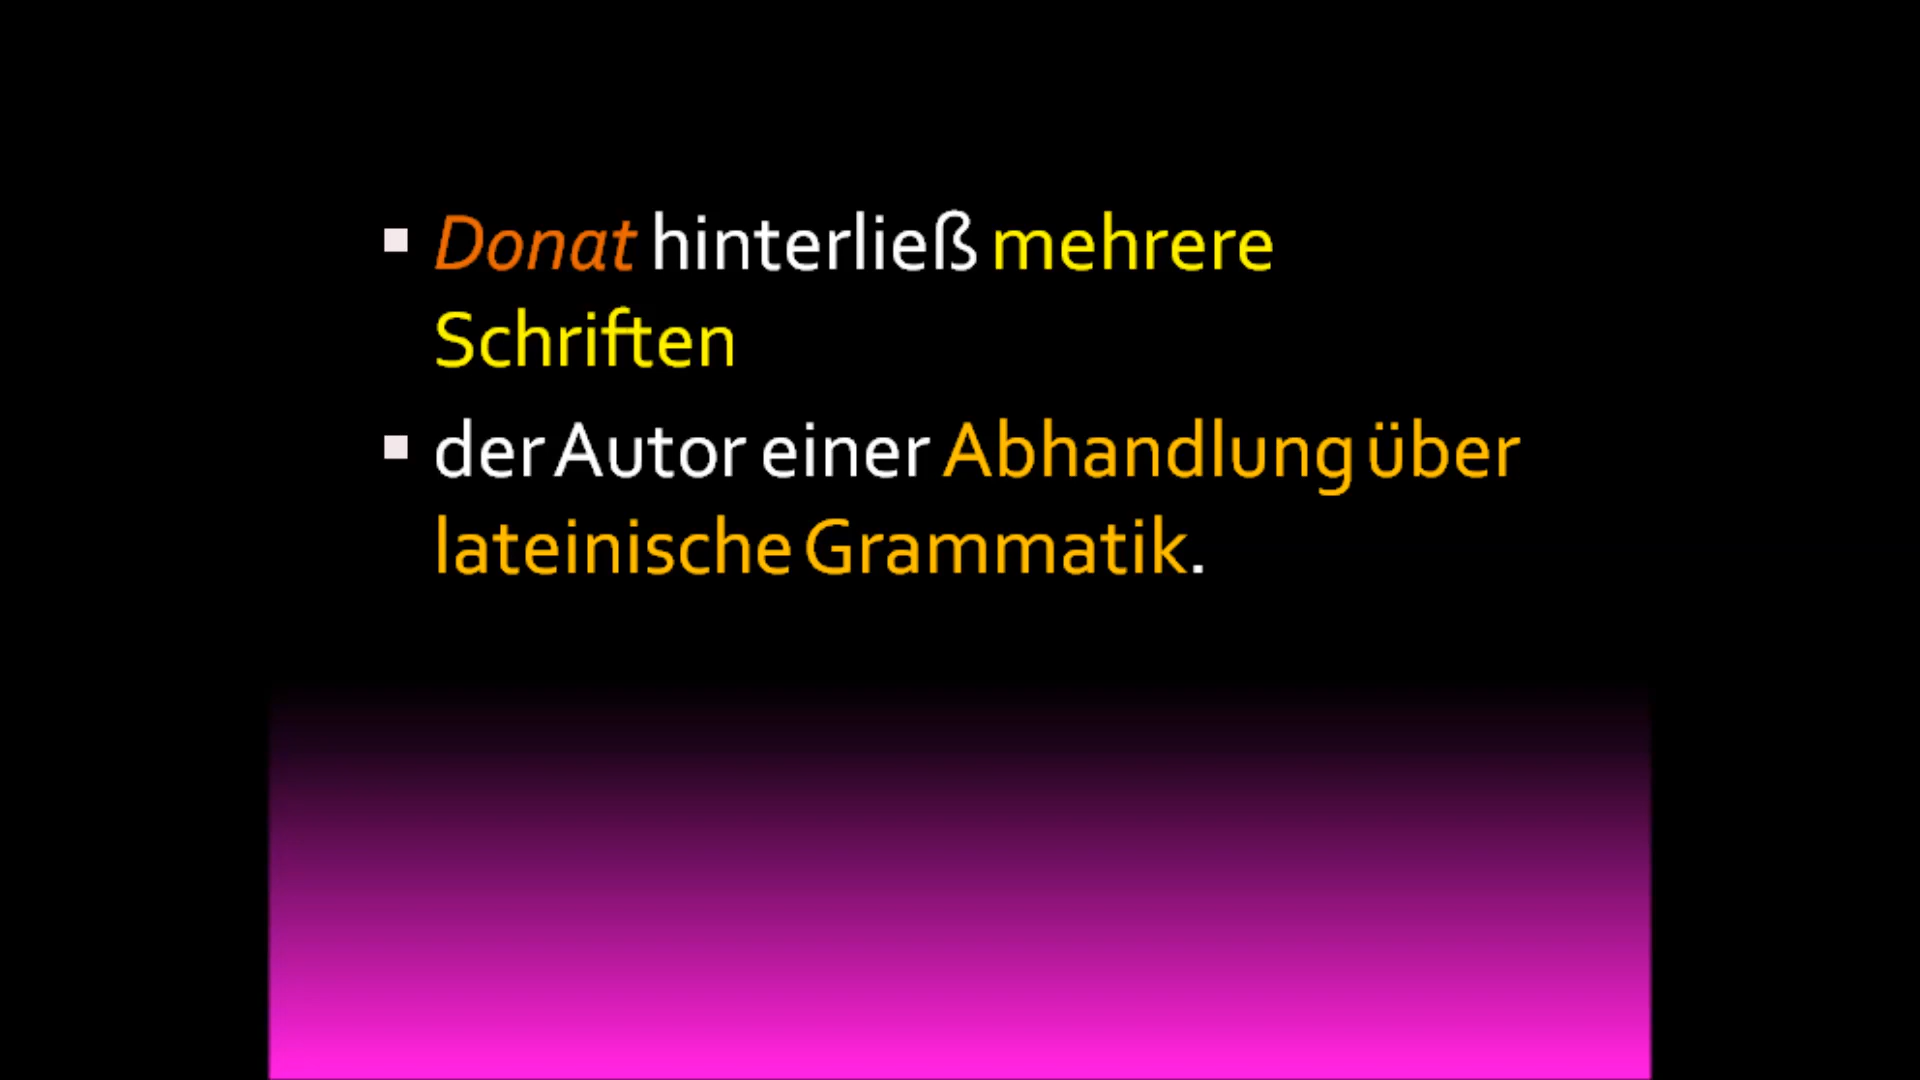 ▪ Donat hinterließ mehrere
Schriften
▪ der Autor einer Abhandlung über
lateinische Grammatik.